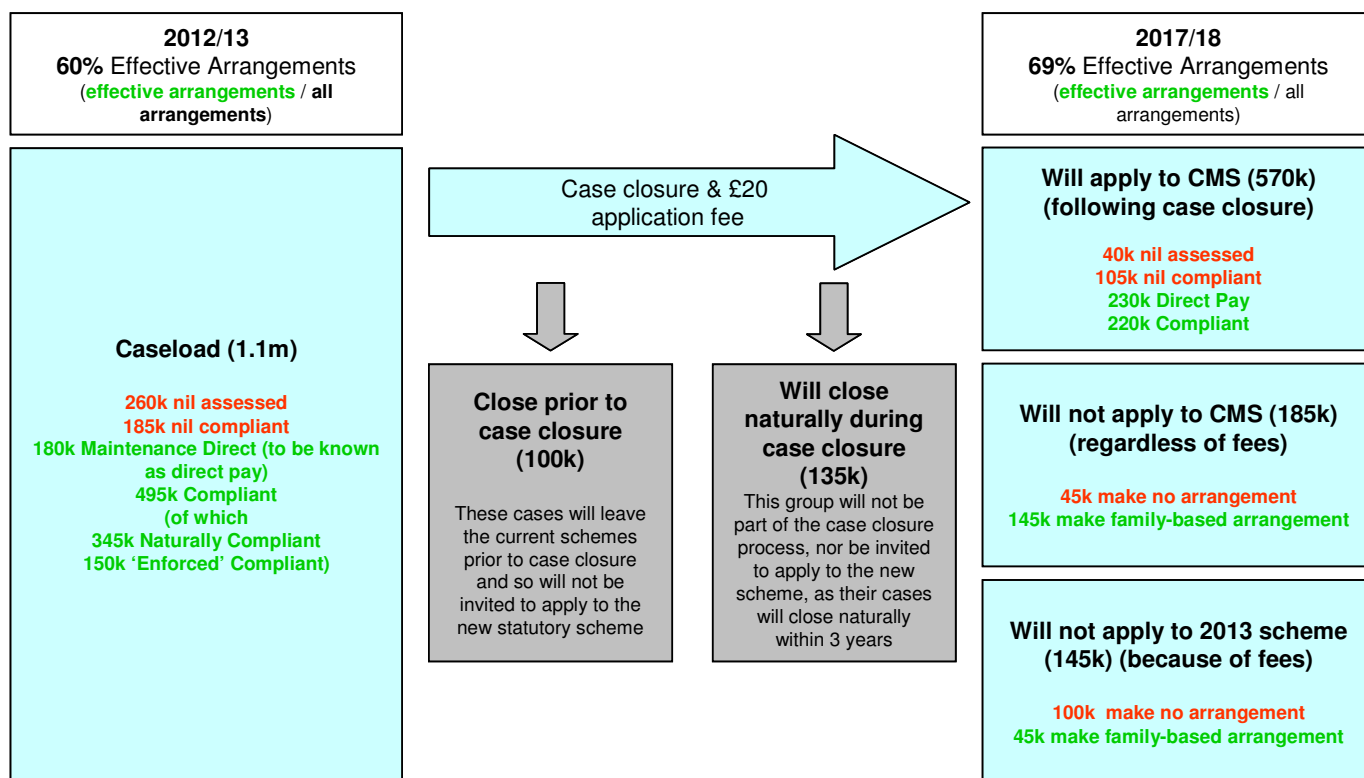 2012/13
60% Effective Arrangements
(effective arrangements / all
arrangements)
Caseload (1.1m)
260k nil assessed
185k nil compliant
180k Maintenance Direct (to be known
as direct pay)
495k Compliant
(of which
345k Naturally Compliant
150k ‘Enforced’ Compliant)
Case closure & £20
application fee
Close prior to
case closure
(100k)
These cases will leave
the current schemes
prior to case closure
and so will not be
invited to apply to the
new statutory scheme
Will close
naturally during
case closure
(135k)
This group will not be
part of the case closure
process, nor be invited
to apply to the new
scheme, as their cases
will close naturally
within 3 years
2017/18
69% Effective Arrangements
(effective arrangements / all
arrangements)
Will apply to CMS (570k)
(following case closure)
40k nil assessed
105k nil compliant
230k Direct Pay
220k Compliant
Will not apply to CMS (185k)
(regardless of fees)
45k make no arrangement
145k make family-based arrangement
Will not apply to 2013 scheme
(145k) (because of fees)
100k make no arrangement
45k make family-based arrangement